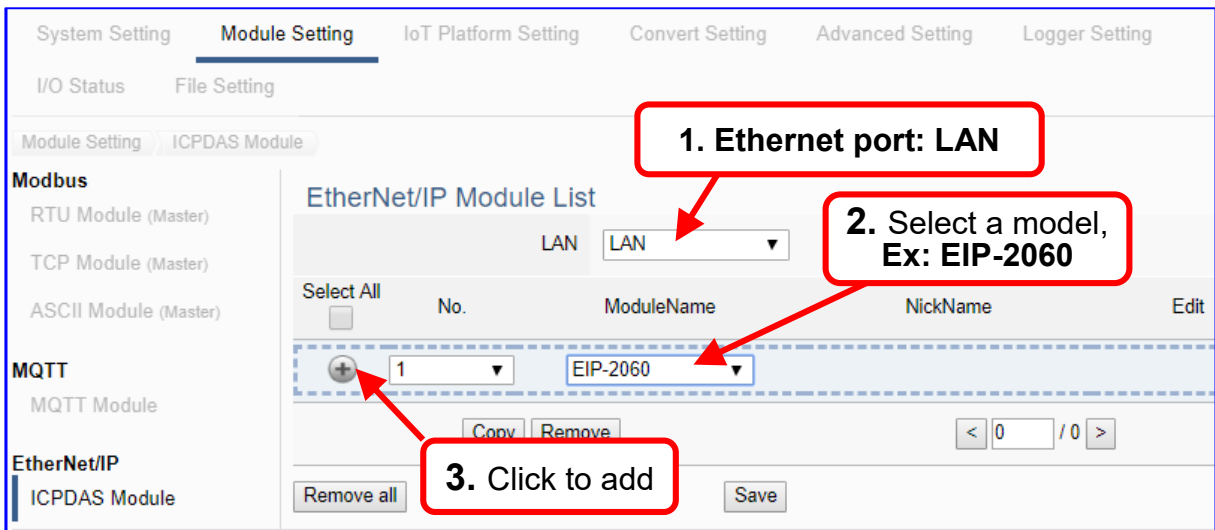 System Setting Module Setting IoT Platform Setting Convert Setting Advanced Setting Logger Setting
I/O Status File Setting
Module Setting ICPDAS Module
1. Ethernet port: LAN
Modbus
RTU Module (Master)
TCP Module (Master)
ASCII Module (Master)
MQTT
MQTT Module
EtherNet/IP
ICPDAS Module
EtherNet/IP Module List
LAN LAN
2. Select a model,
Ex: EIP-2060
Select All No. ModuleName NickName Edit
1 EIP-2060
Copy Remove < 0 / 0 >
3. Click to add
Remove all Save